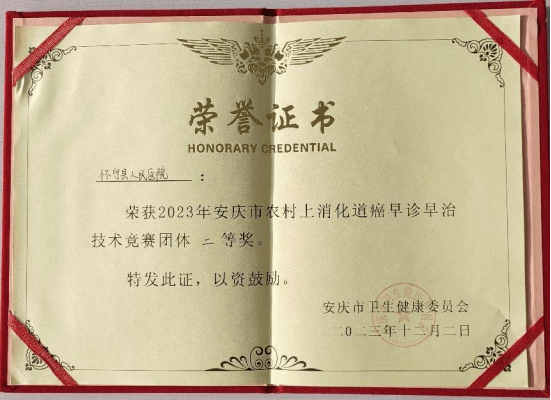 荣誉证书
HONORARY CREDENTIAL
怀宁县人民医院：
荣获2023年安庆市农村上消化道癌早诊早治
技术竞赛团体 二 等奖。
特发此证，以资鼓励。
安庆市卫生健康委员会
二〇二三年十二月二日